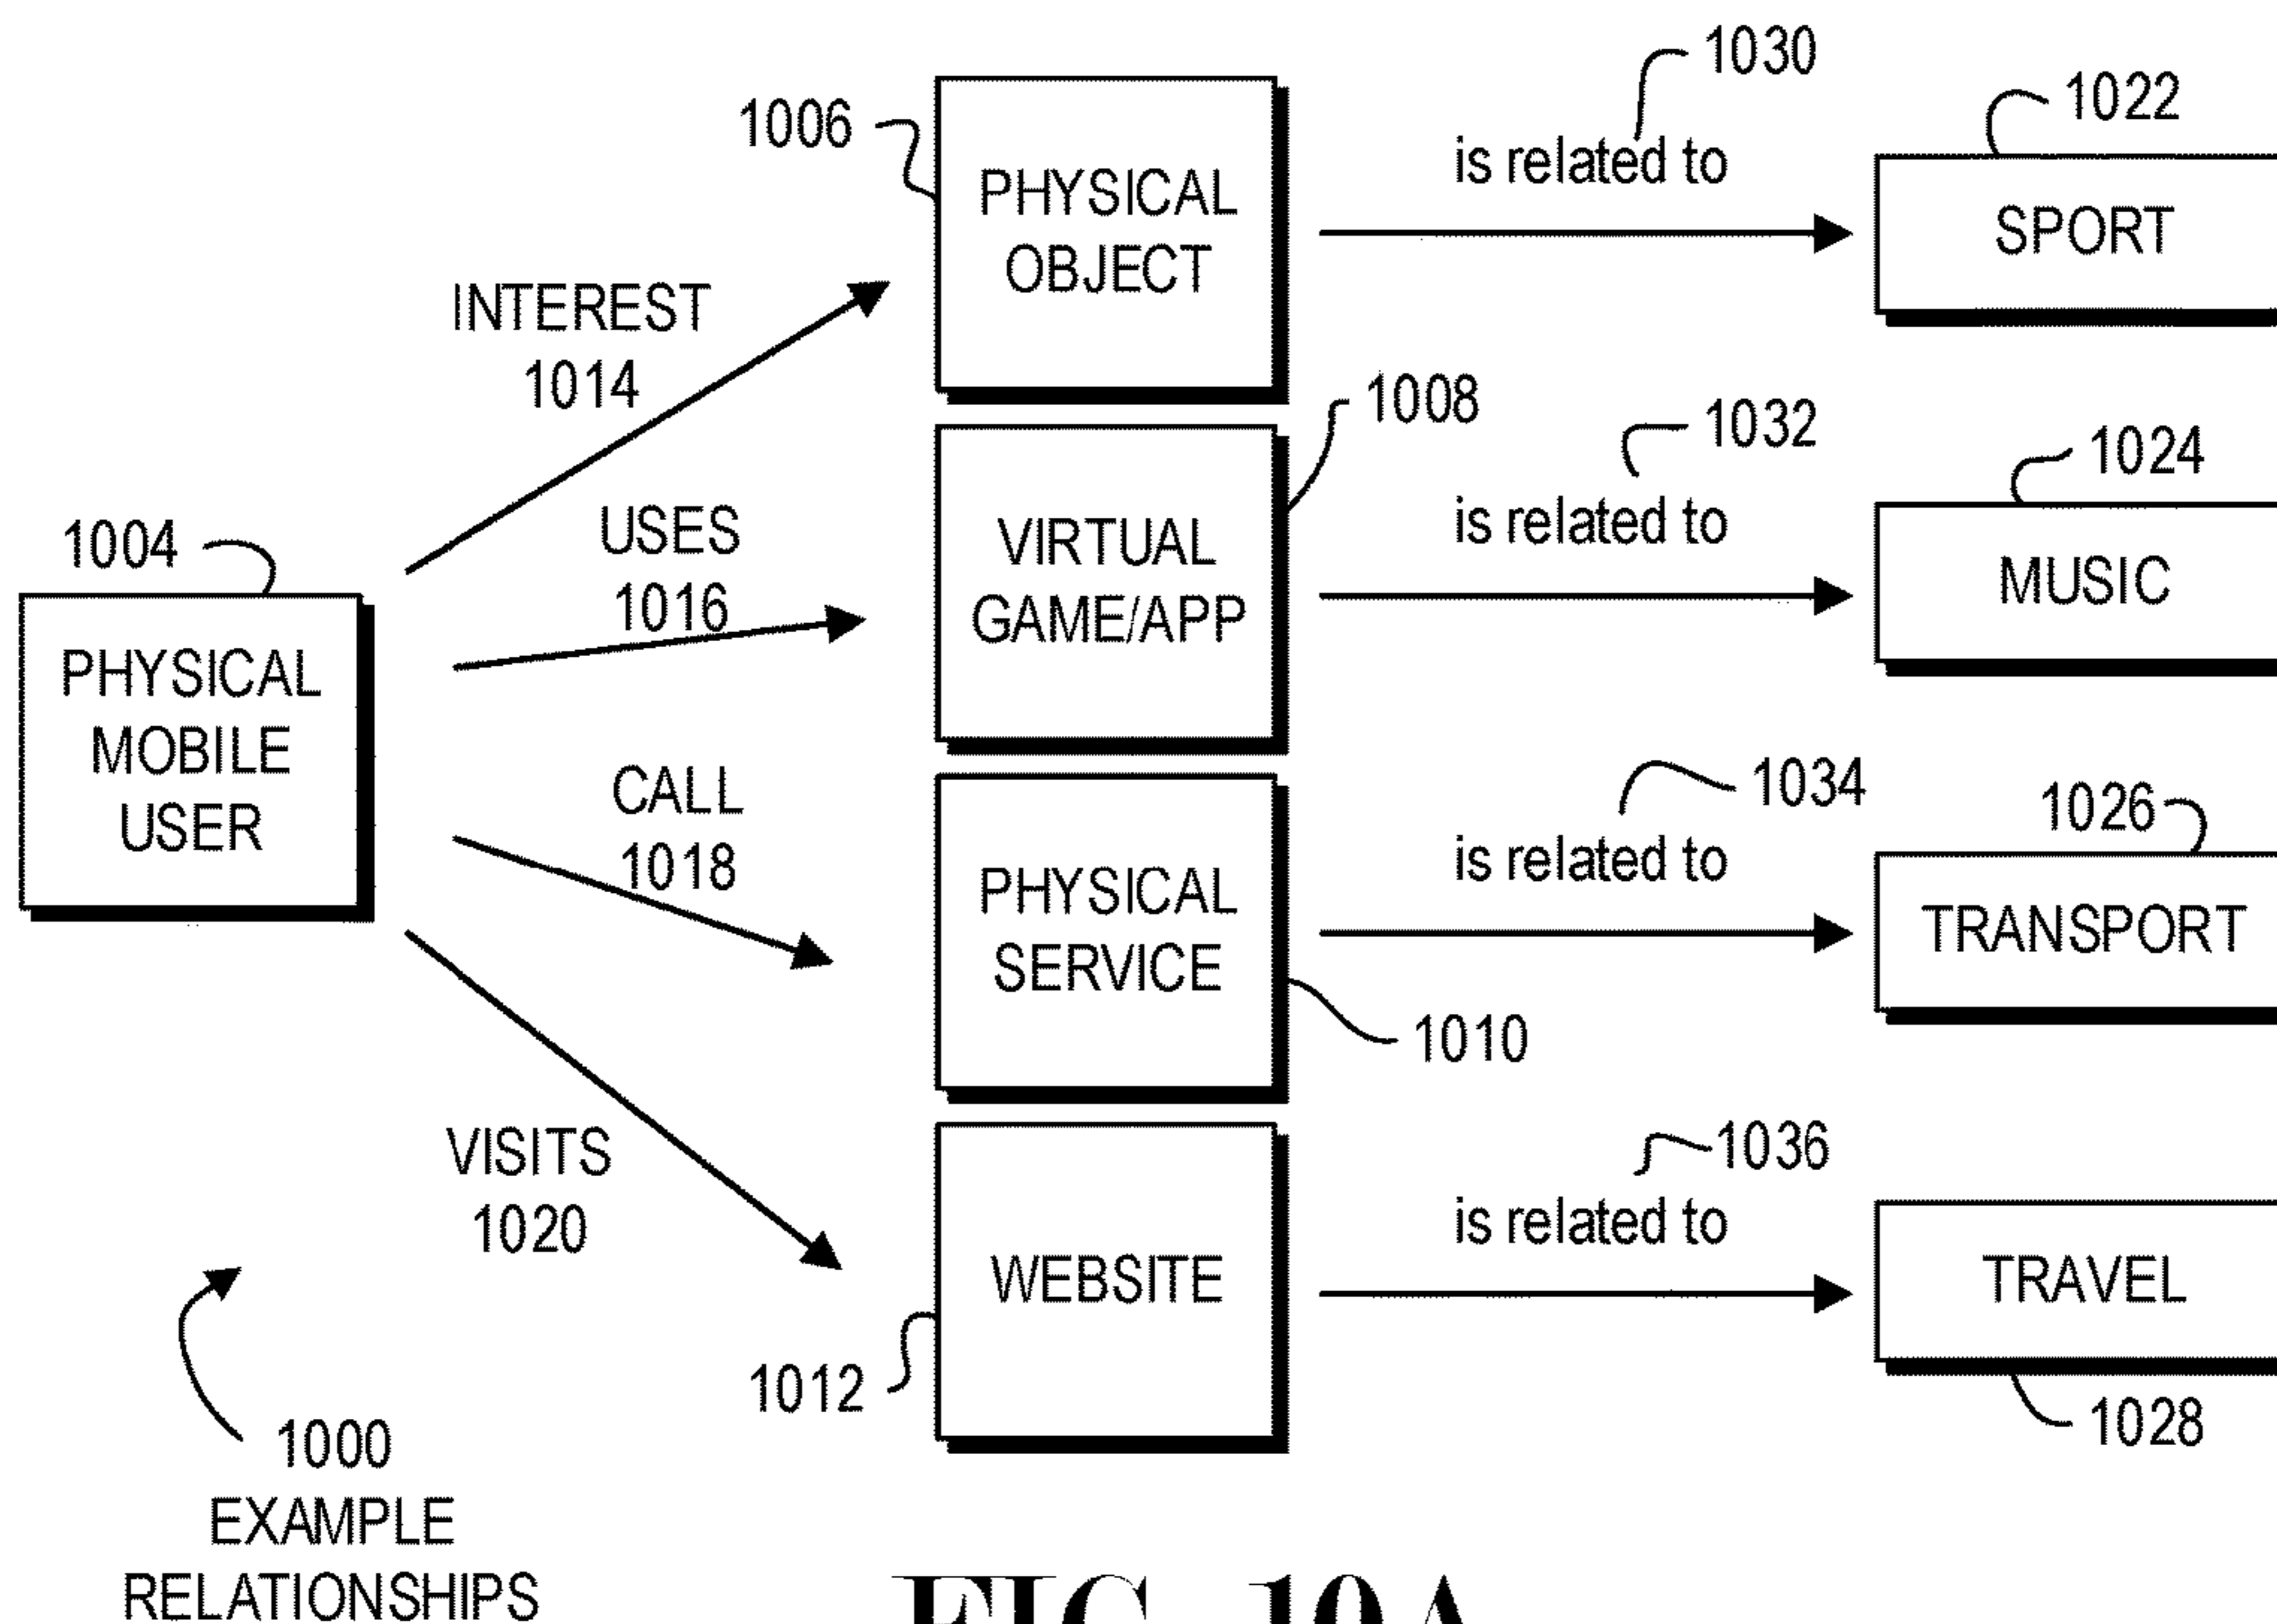 1030
1022
1006
PHYSICAL
OBJECT
is related to
SPORT
INTEREST
1014
1008
1032
1024
USES
1016
VIRTUAL
GAME/APP
is related to
MUSIC
1004
PHYSICAL
MOBILE
USER
CALL
1018
1034
1026
PHYSICAL
SERVICE
is related to
TRANSPORT
1010
VISITS
1020
1036
WEBSITE
is related to
TRAVEL
1012
1028
1000
EXAMPLE
RELATIONSHIPS
FIG. 10A